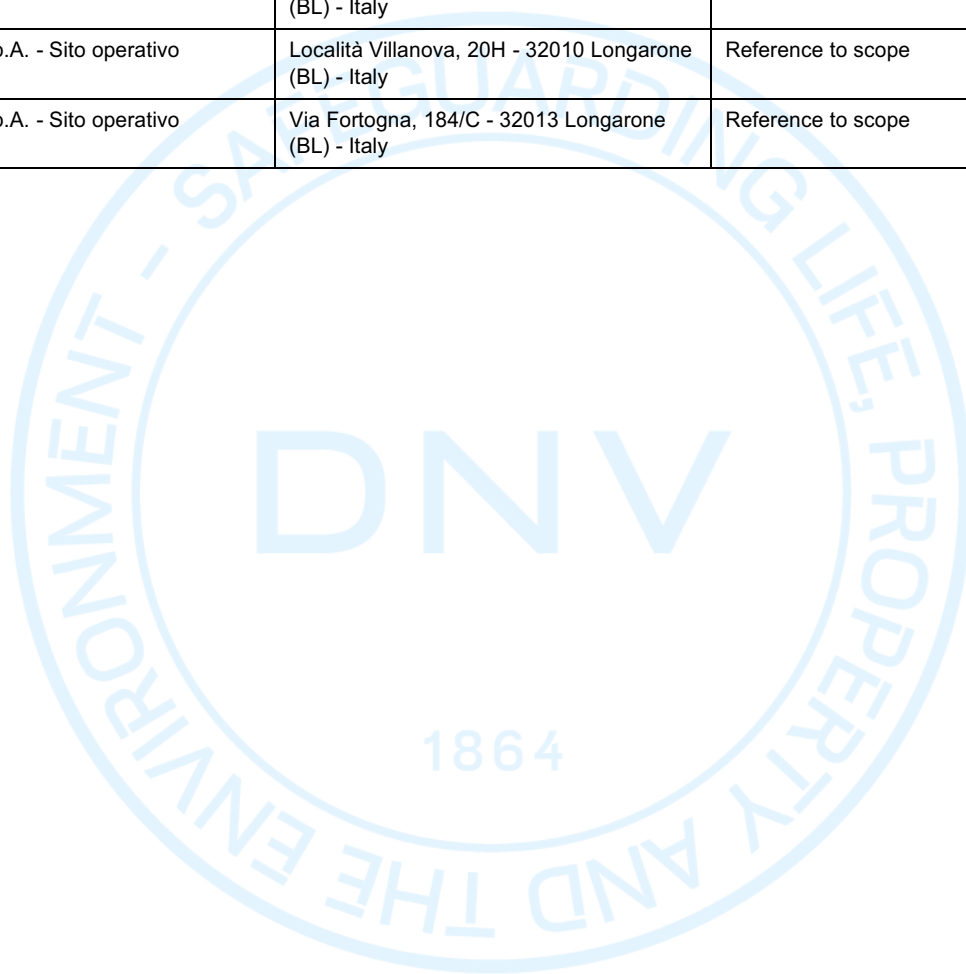 (BL) - Italy
.A. - Sito operativo
Località Villanova, 20H - 32010 Longarone
(BL) - Italy
Reference to scope
.A. - Sito operativo
Via Fortogna, 184/C - 32013 Longarone
(BL) - Italy
Reference to scope
SAFEGUARDING LIFE, PROPERTY AND THE ENVIRONMENT -
DNV
1864